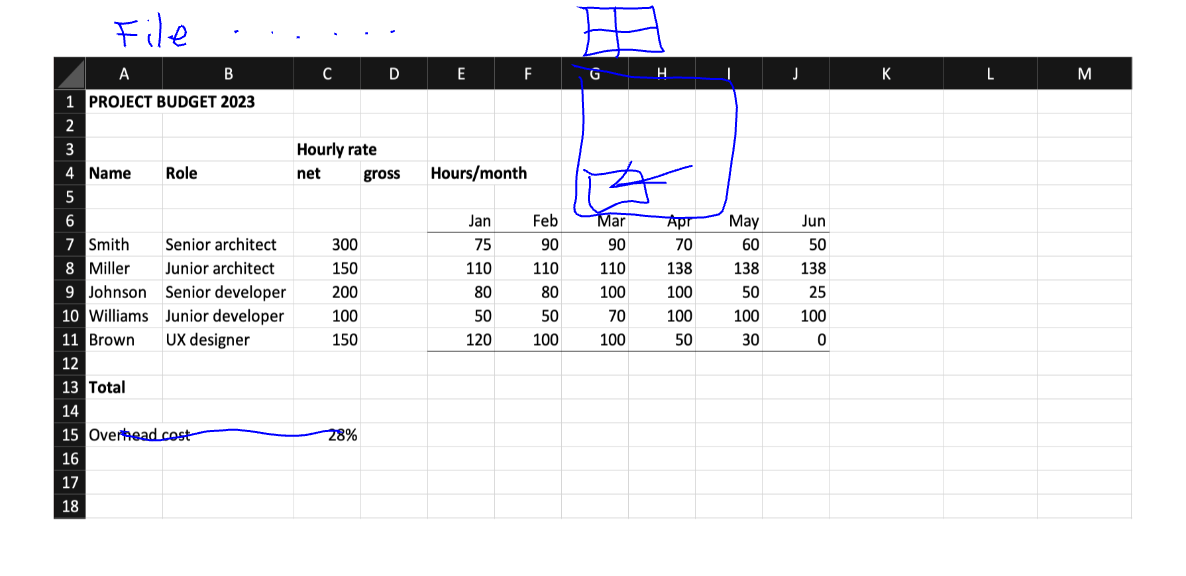 File . . . . . .
A B C D E F G H I J K L M
1 PROJECT BUDGET 2023
2
3 Hourly rate
4 Name Role net gross Hours/month
5
6 Jan Feb Mar Apr May Jun
7 Smith Senior architect 300 75 90 90 70 60 50
8 Miller Junior architect 150 110 110 110 138 138 138
9 Johnson Senior developer 200 80 80 100 100 50 25
10 Williams Junior developer 100 50 50 70 100 100 100
11 Brown UX designer 150 120 100 100 50 30 0
12
13 Total
14
15 Overhead cost 28%
16
17
18